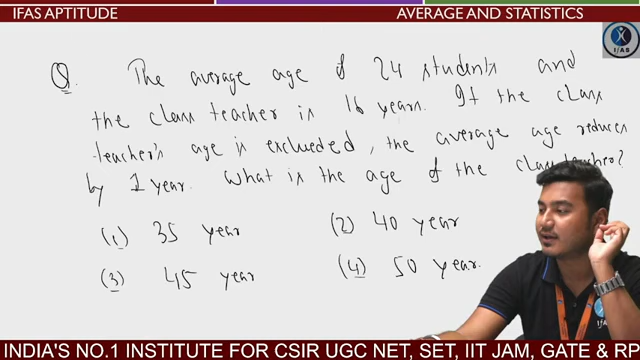 IFAS APTITUDE
AVERAGE AND STATISTICS
IFAS
Q. The average age of 24 students and
the class teacher is 16 years. If the class
teacher's age is excluded, the average age reduces
by 1 year. What is the age of the class teacher?
(1) 35 year
(2) 40 year
(3) 45 year
(4) 50 year.
INDIA'S NO.1 INSTITUTE FOR CSIR UGC NET, SET, IIT JAM, GATE & RP